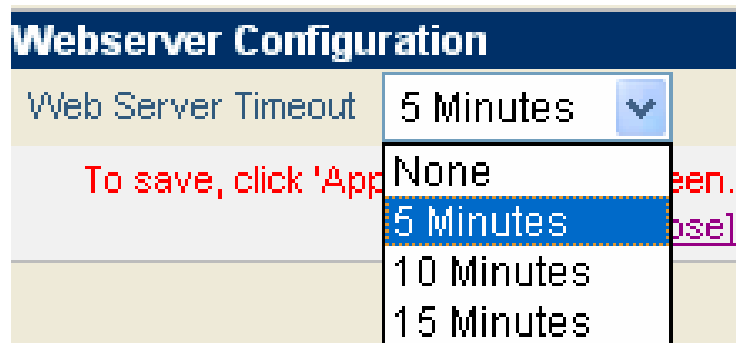 Webserver Configuration
Web Server Timeout 5 Minutes
None
To save, click 'App een.
5 Minutes
ose]
10 Minutes
15 Minutes